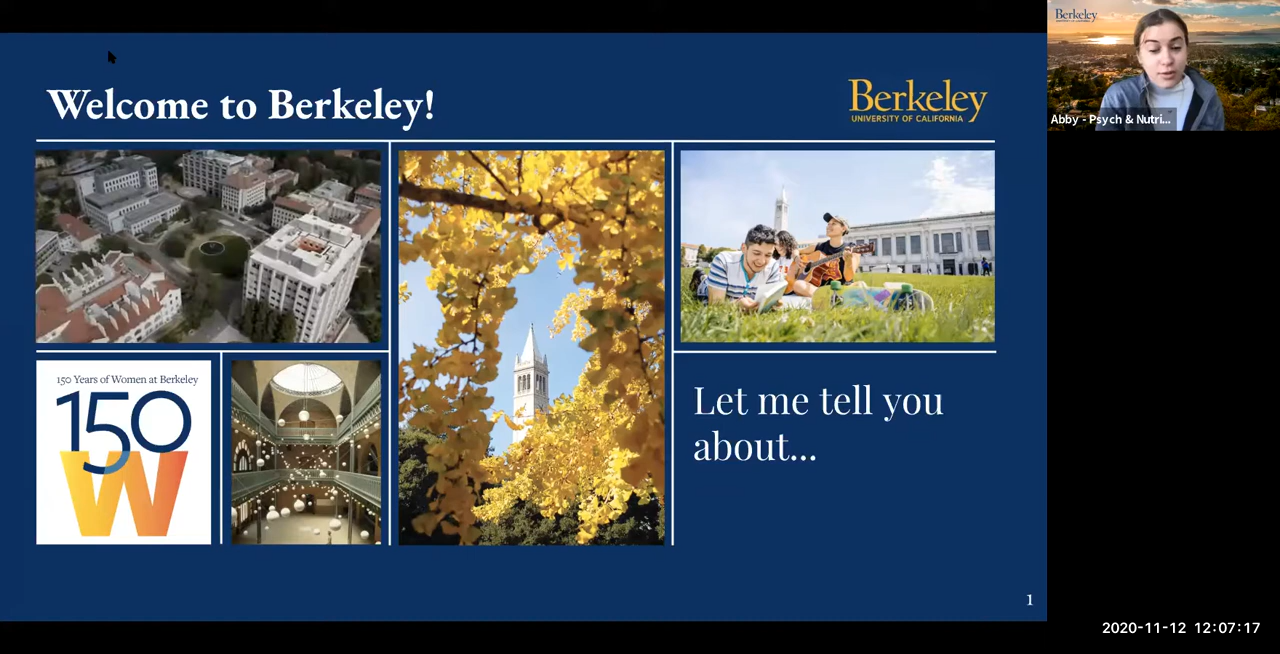 Welcome to Berkeley!
Berkeley
UNIVERSITY OF CALIFORNIA
150 Years of Women at Berkeley
150
W
Let me tell you
about...
1
Berkeley
Abby - Psych & Nutri...
2020-11-12 12:07:17